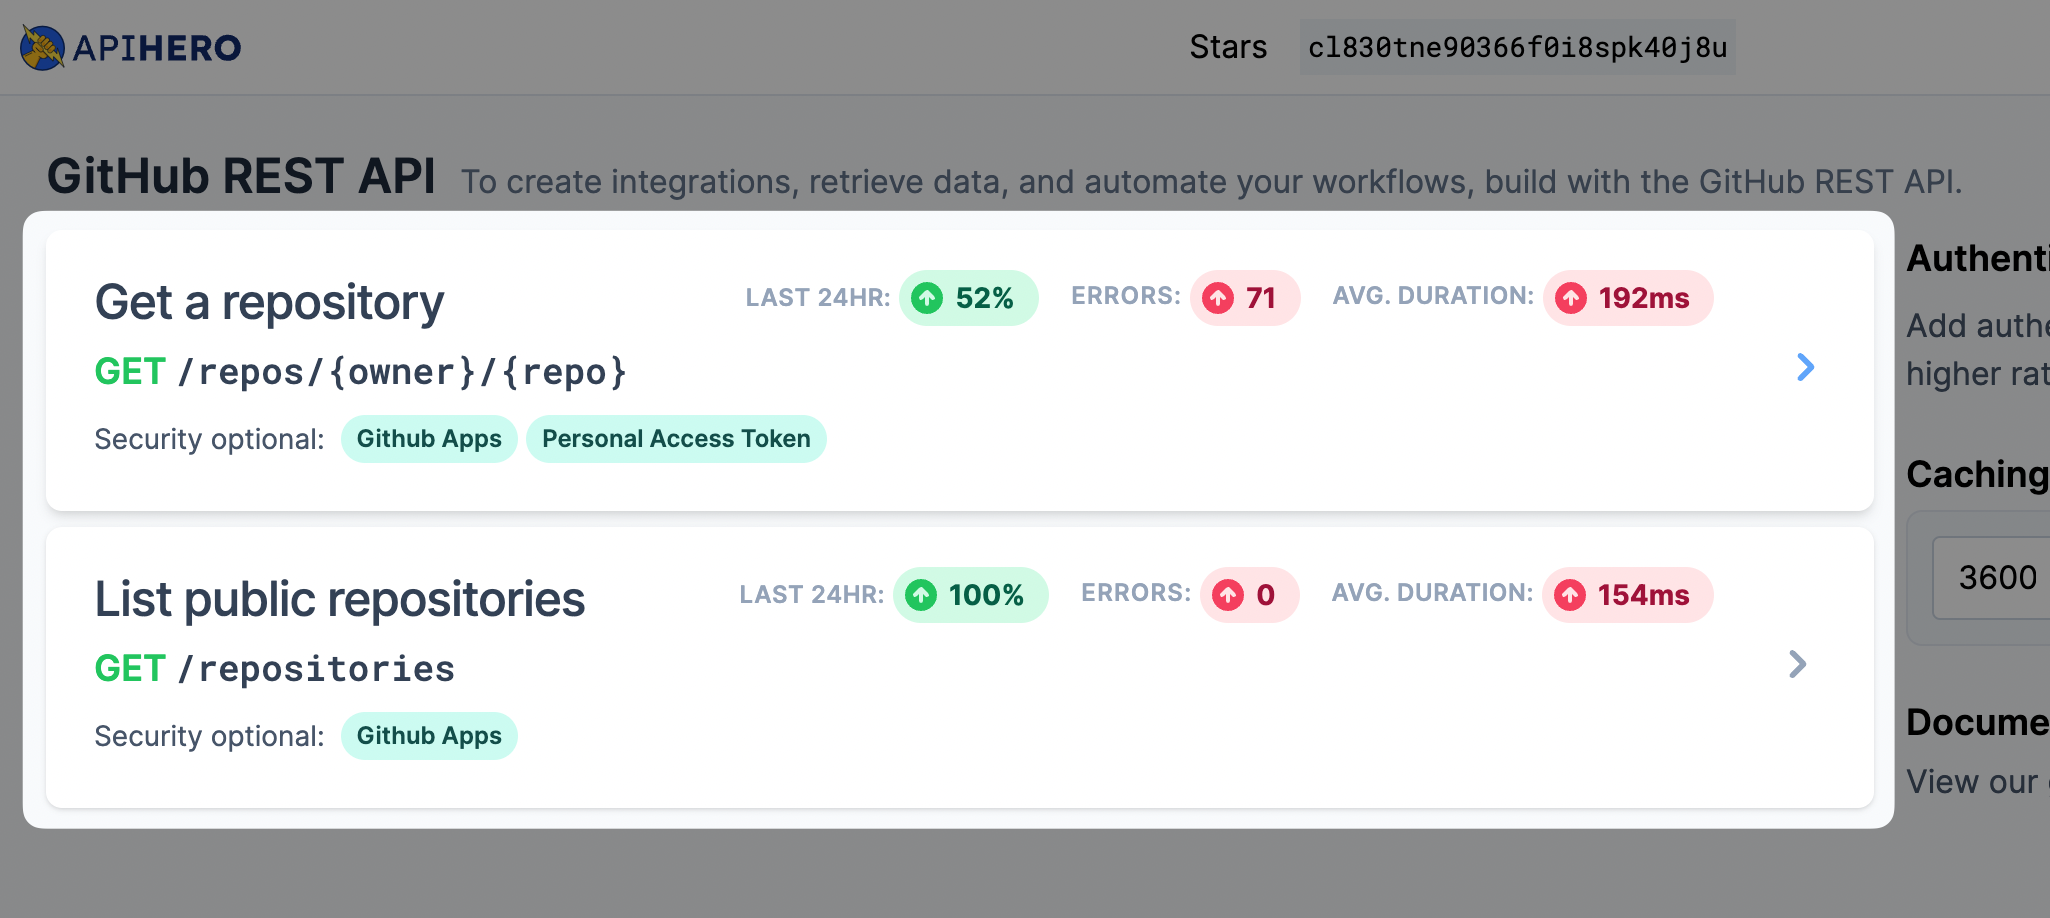 APIHERO
Stars cl830tne90366f0i8spk40j8u
GitHub REST API To create integrations, retrieve data, and automate your workflows, build with the GitHub REST API.
Get a repository LAST 24HR: 52% ERRORS: 71 AVG. DURATION: 192ms
GET /repos/{owner}/{repo}
Security optional: Github Apps Personal Access Token
List public repositories LAST 24HR: 100% ERRORS: 0 AVG. DURATION: 154ms
GET /repositories
Security optional: Github Apps
Authenti
Add authe
higher rat
Caching
3600
Docume
View our